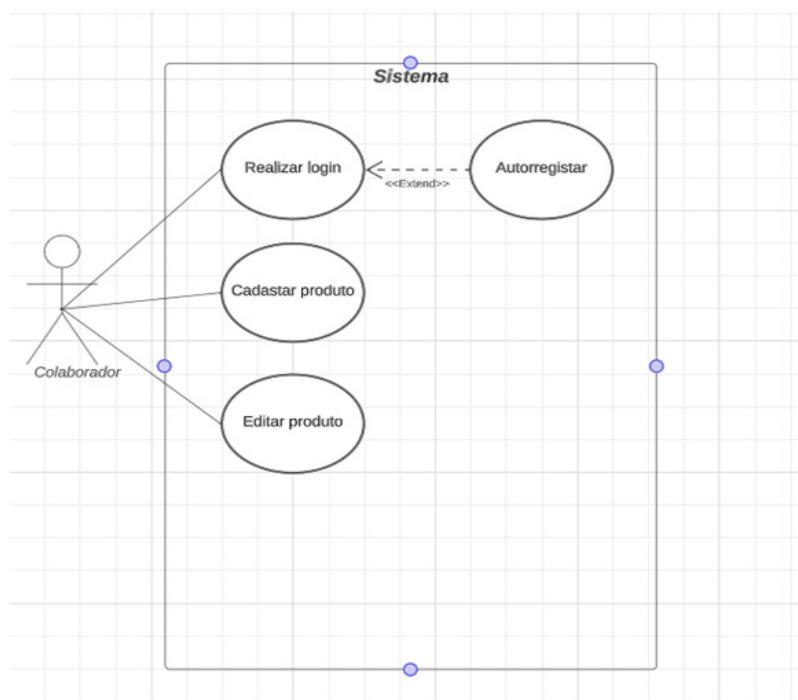 Sistema
Realizar login
<<Extend>>
Autorregistar
Cadastar produto
Colaborador
Editar produto